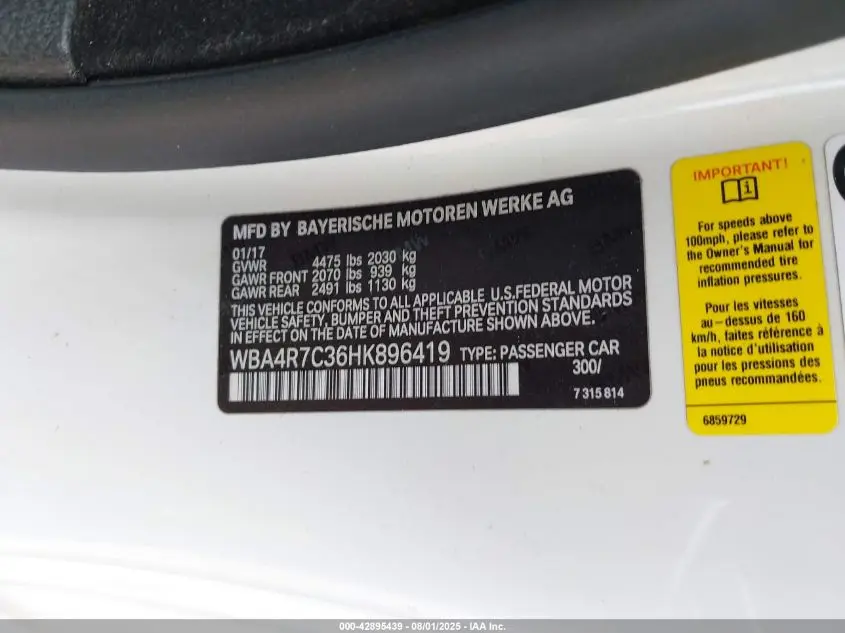 MFD BY BAYERISCHE MOTOREN WERKE AG
01/17
GVWR 4475 lbs 2030 kg
GAWR FRONT 2070 lbs 939 kg
GAWR REAR 2491 lbs 1130 kg
THIS VEHICLE CONFORMS TO ALL APPLICABLE U.S.FEDERAL MOTOR
VEHICLE SAFETY, BUMPER AND THEFT PREVENTION STANDARDS
IN EFFECT ON THE DATE OF MANUFACTURE SHOWN ABOVE.
WBA4R7C36HK896419 TYPE: PASSENGER CAR
300/
7 315 814
IMPORTANT!
For speeds above
100mph, please refer to
the Owner's Manual for
recommended tire
inflation pressures.
Pour les vitesses
au-dessus de 160
km/h, faites référence à
la notice d'utilisation
pour les pressions des
pneus recommandées.
6859729
000-42895439 - 08/01/2025 - IAA Inc.